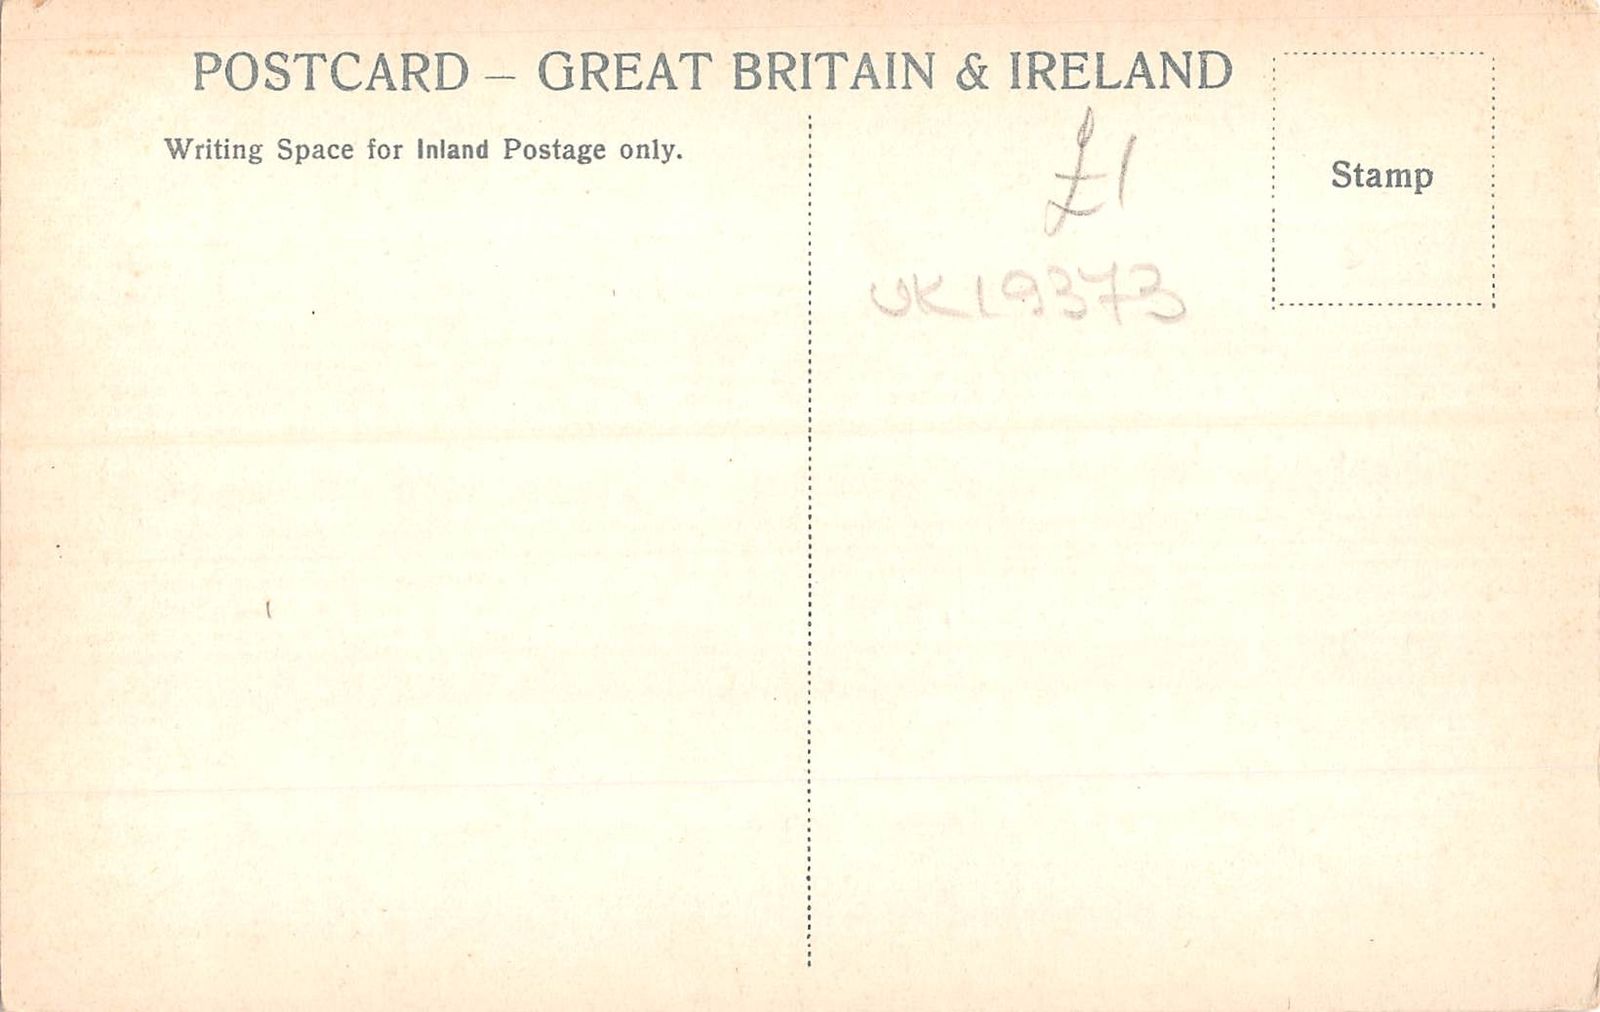 POSTCARD – GREAT BRITAIN & IRELAND
Writing Space for Inland Postage only.
£1
Stamp
UK19373